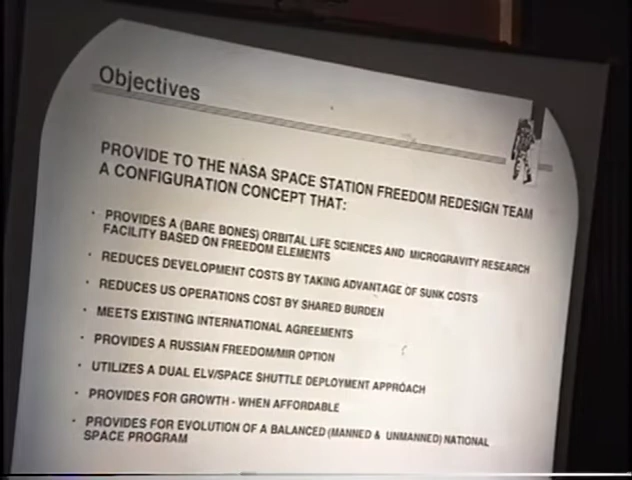 Objectives
PROVIDE TO THE NASA SPACE STATION FREEDOM REDESIGN TEAM
A CONFIGURATION CONCEPT THAT:
· PROVIDES A (BARE BONES) ORBITAL LIFE SCIENCES AND MICROGRAVITY RESEARCH
FACILITY BASED ON FREEDOM ELEMENTS
· REDUCES DEVELOPMENT COSTS BY TAKING ADVANTAGE OF SUNK COSTS
· REDUCES US OPERATIONS COST BY SHARED BURDEN
· MEETS EXISTING INTERNATIONAL AGREEMENTS
· PROVIDES A RUSSIAN FREEDOM/MIR OPTION
· UTILIZES A DUAL ELV/SPACE SHUTTLE DEPLOYMENT APPROACH
· PROVIDES FOR GROWTH - WHEN AFFORDABLE
· PROVIDES FOR EVOLUTION OF A BALANCED (MANNED & UNMANNED) NATIONAL
SPACE PROGRAM